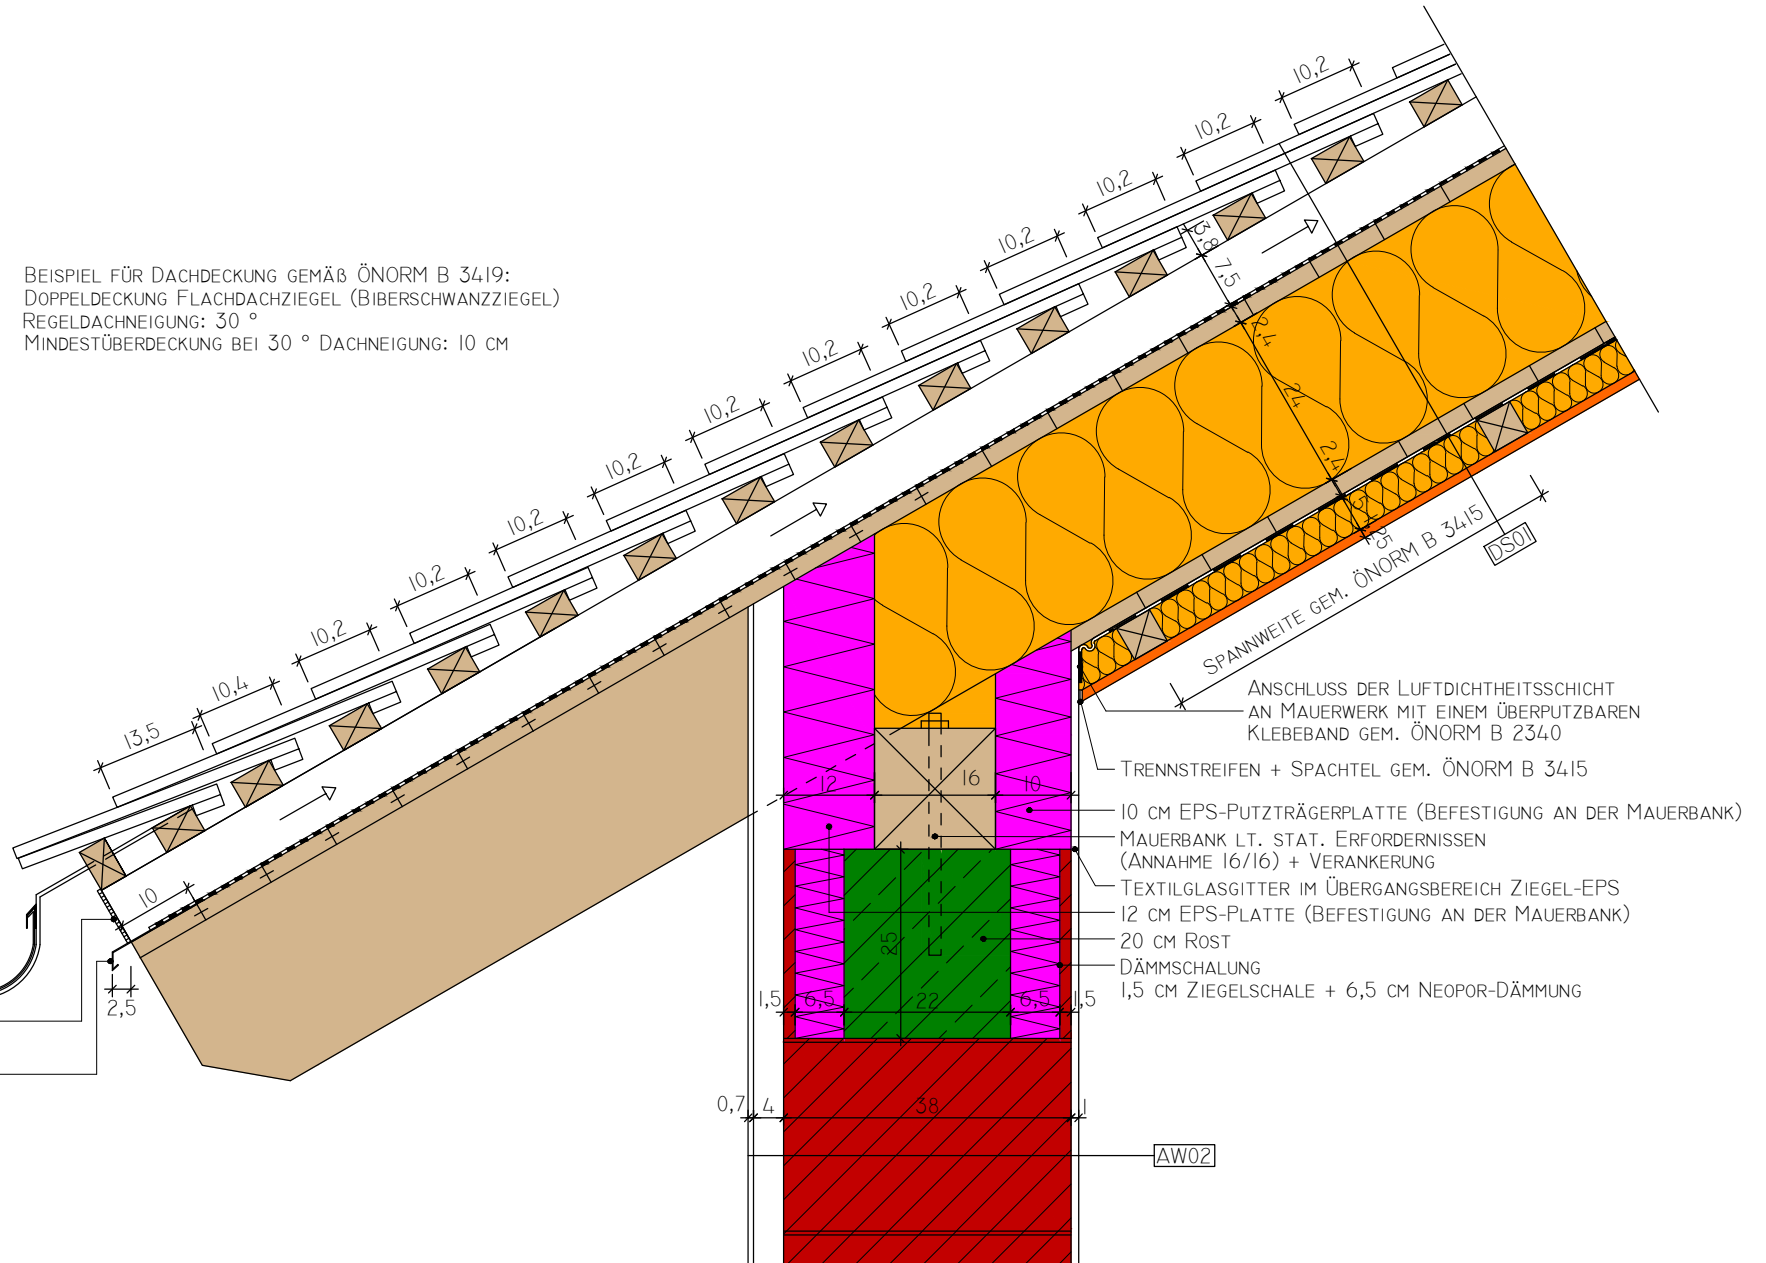 BEISPIEL FÜR DACHDECKUNG GEMÄß ÖNORM B 3419:
DOPPELDECKUNG FLACHDACHZIEGEL (BIBERSCHWANZZIEGEL)
REGELDACHNEIGUNG: 30 °
MINDESTÜBERDECKUNG BEI 30 ° DACHNEIGUNG: 10 CM
10,2
10,2
10,2
10,2
10,2
10,2
10,2
10,2
10,2
10,2
10,2
10,4
13,5
3,8
7,5
2,4
24
2,4
5
SPANNWEITE GEM. ÖNORM B 3415
DS01
ANSCHLUSS DER LUFTDICHTHEITSSCHICHT
AN MAUERWERK MIT EINEM ÜBERPUTZBAREN
KLEBEBAND GEM. ÖNORM B 2340
TRENNSTREIFEN + SPACHTEL GEM. ÖNORM B 3415
12
16
10
10 CM EPS-PUTZTRÄGERPLATTE (BEFESTIGUNG AN DER MAUERBANK)
MAUERBANK LT. STAT. ERFORDERNISSEN
(ANNAHME 16/16) + VERANKERUNG
TEXTILGLASGITTER IM ÜBERGANGSBEREICH ZIEGEL-EPS
12 CM EPS-PLATTE (BEFESTIGUNG AN DER MAUERBANK)
20 CM ROST
DÄMMSCHALUNG
1,5 CM ZIEGELSCHALE + 6,5 CM NEOPOR-DÄMMUNG
10
2,5
25
1,5
6,5
22
6,5
1,5
0,7
4
38
1
AW02